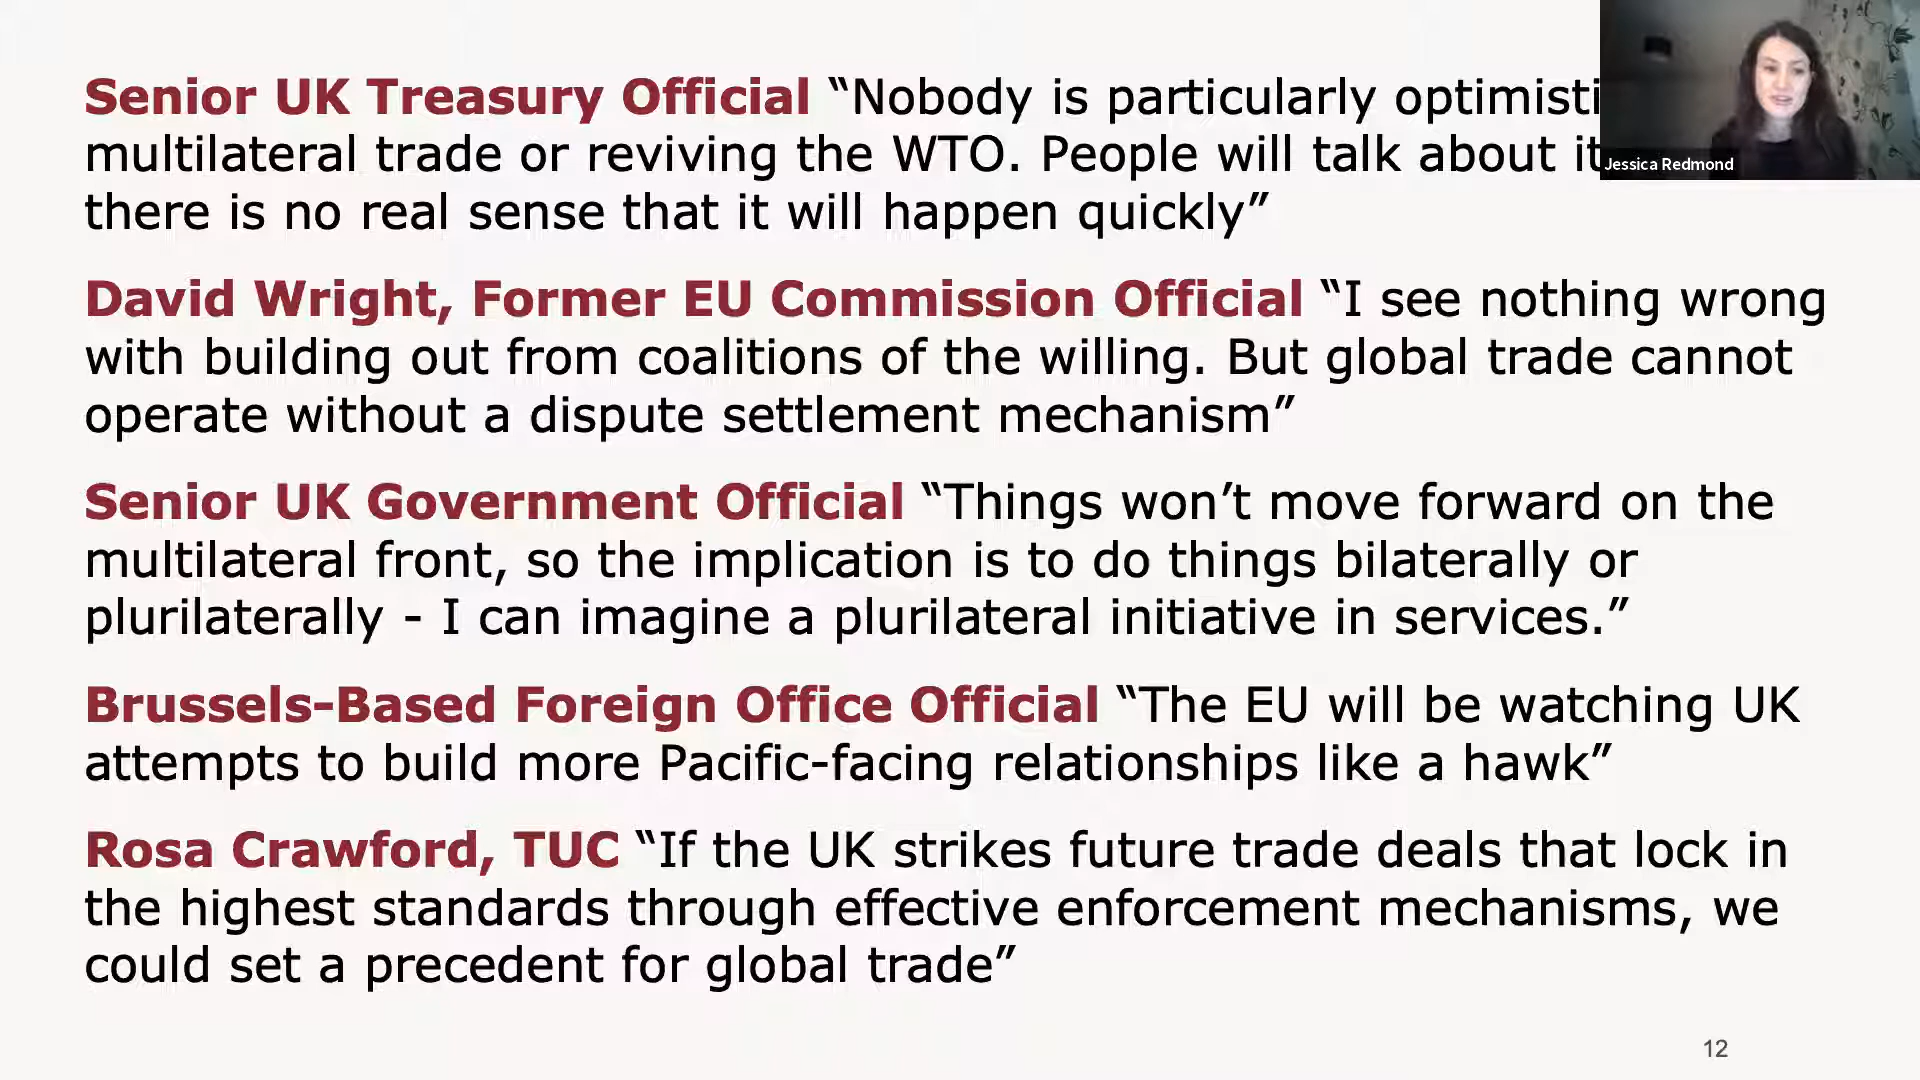 Senior UK Treasury Official “Nobody is particularly optimisti
multilateral trade or reviving the WTO. People will talk about it
there is no real sense that it will happen quickly”
David Wright, Former EU Commission Official “I see nothing wrong
with building out from coalitions of the willing. But global trade cannot
operate without a dispute settlement mechanism”
Senior UK Government Official “Things won’t move forward on the
multilateral front, so the implication is to do things bilaterally or
plurilaterally - I can imagine a plurilateral initiative in services.”
Brussels-Based Foreign Office Official “The EU will be watching UK
attempts to build more Pacific-facing relationships like a hawk”
Rosa Crawford, TUC “If the UK strikes future trade deals that lock in
the highest standards through effective enforcement mechanisms, we
could set a precedent for global trade”
Jessica Redmond
12